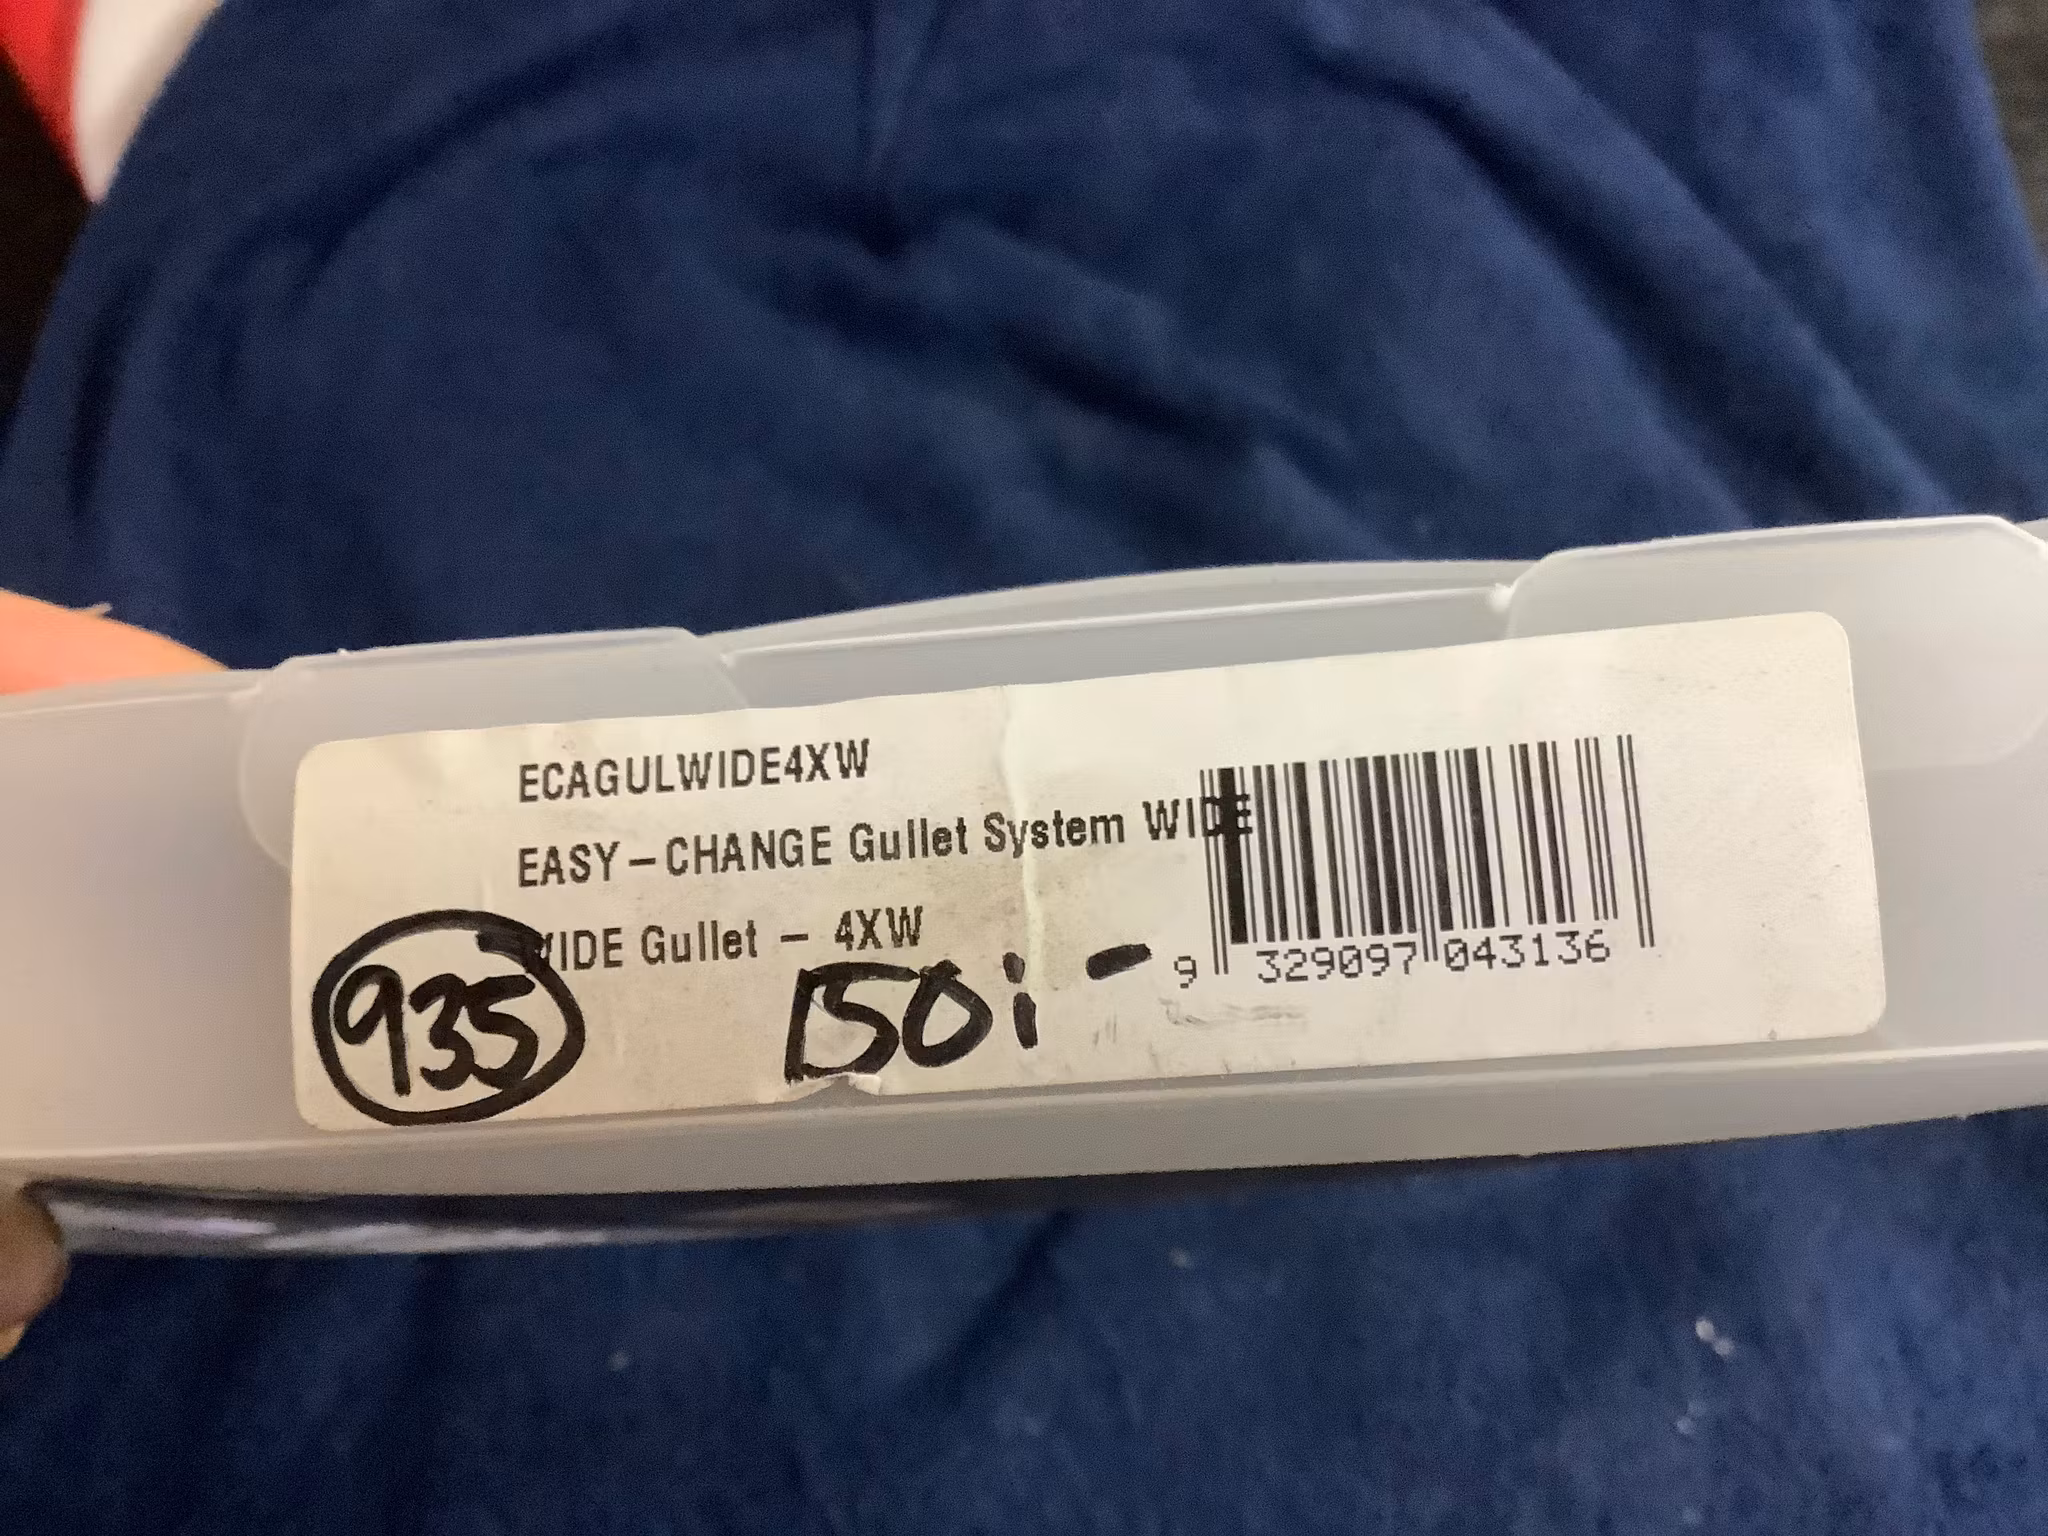 ECAGULWIDE4XW
EASY-CHANGE Gullet System WIDE
WIDE Gullet - 4XW
935
150i-
9 329097 043136